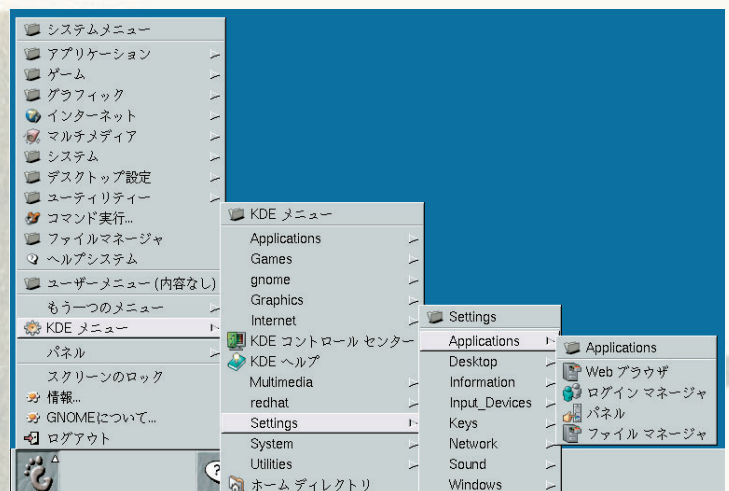 システムメニュー
アプリケーション
ゲーム
グラフィック
インターネット
マルチメディア
システム
デスクトップ設定
ユーティリティー
コマンド実行...
ファイルマネージャ
ヘルプシステム
ユーザーメニュー (内容なし)
もう一つのメニュー
KDE メニュー
パネル
スクリーンのロック
情報...
GNOMEについて...
ログアウト
KDE メニュー
Applications
Games
gnome
Graphics
Internet
KDE コントロール センター
KDE ヘルプ
Multimedia
redhat
Settings
System
Utilities
ホーム ディレクトリ
Settings
Applications
Desktop
Information
Input_Devices
Keys
Network
Sound
Windows
Applications
Web ブラウザ
ログイン マネージャ
パネル
ファイル マネージャ